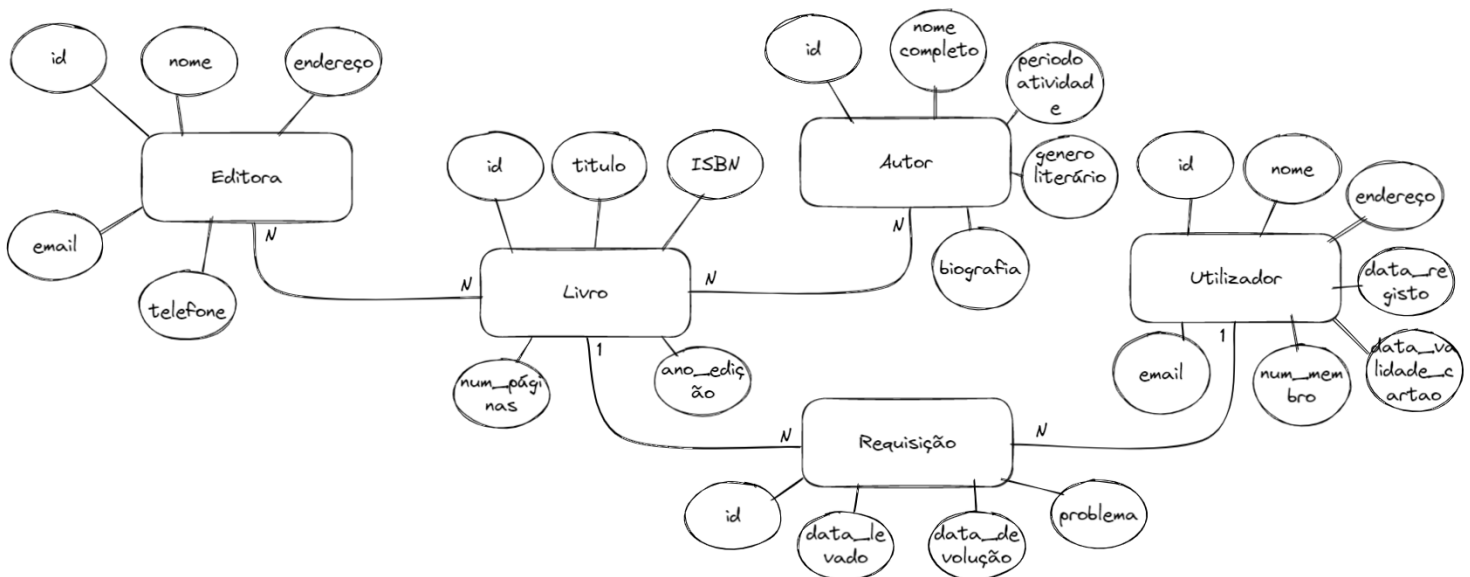 id
nome
endereço
Editora
email
telefone
N
N
id
titulo
ISBN
Livro
num_pági
nas
ano_ediç
ão
1
N
N
id
nome
completo
periodo
atividad
e
Autor
genero
literário
biografia
id
nome
endereço
Utilizador
data_re
gisto
data_va
lidade_c
artao
email
num_mem
bro
1
N
N
Requisição
id
data_le
vado
data_de
volução
problema